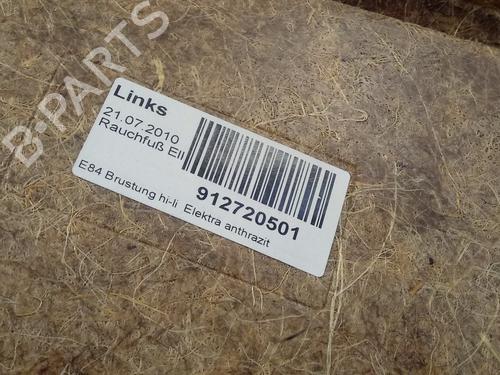 B-PARTS
Links
21.07.2010
Rauchfuß Ell
912720501
E84 Brustung hi-li Elektra anthrazit